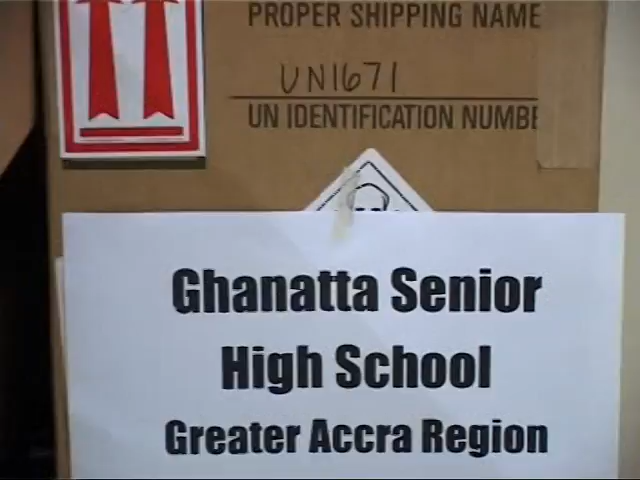 PROPER SHIPPING NAME
UN1671
UN IDENTIFICATION NUMBE
Ghanatta Senior
High School
Greater Accra Region